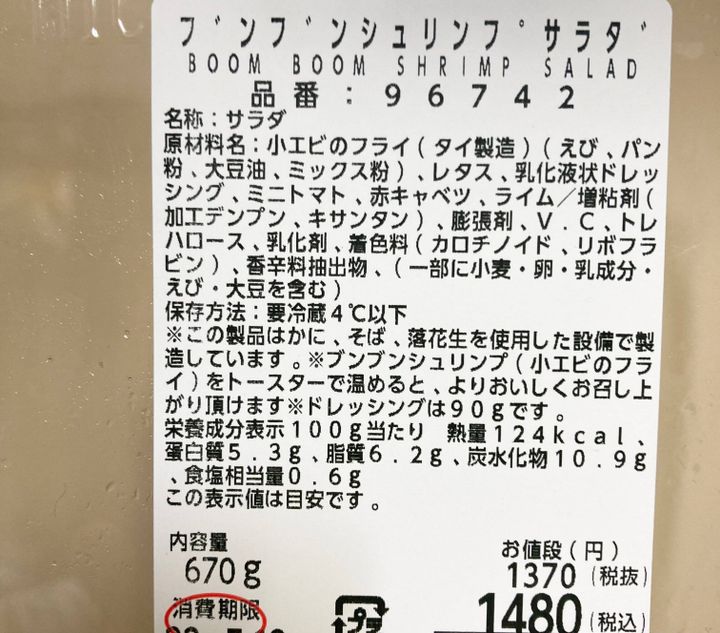 ブンブンシュリンプサラダ
BOOM BOOM SHRIMP SALAD
品番：96742
名称：サラダ
原材料名：小エビのフライ（タイ製造）（えび、パン
粉、大豆油、ミックス粉）、レタス、乳化液状ドレッ
シング、ミニトマト、赤キャベツ、ライム／増粘剤（
加工デンプン、キサンタン）、膨張剤、V．C、トレ
ハロース、乳化剤、着色料（カロチノイド、リボフラ
ビン）、香辛料抽出物、（一部に小麦・卵・乳成分・
えび・大豆を含む）
保存方法：要冷蔵4℃以下
※この製品はかに、そば、落花生を使用した設備で製
造しています。※ブンブンシュリンプ（小エビのフラ
イ）をトースターで温めると、よりおいしくお召し上
がり頂けます※ドレッシングは90gです。
栄養成分表示100g当たり 熱量124kcal、
蛋白質5.3g、脂質6.2g、炭水化物10.9g
、食塩相当量0.6g
この表示値は目安です。
内容量
670g
お値段（円）
1370（税抜）
消費期限
プラ
1480（税込）